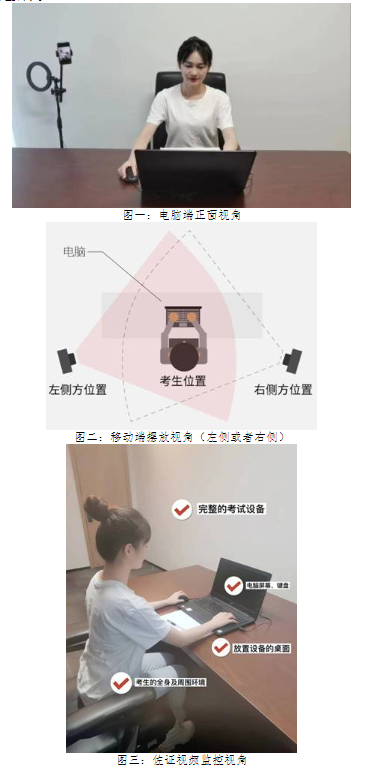 图一：电脑端正面视角
电脑
左侧方位置
考生位置
右侧方位置
图二：移动端摆放视角（左侧或者右侧）
完整的考试设备
电脑屏幕、键盘
放置设备的桌面
考生的全身及周围环境
图三：佐证视频监控视角